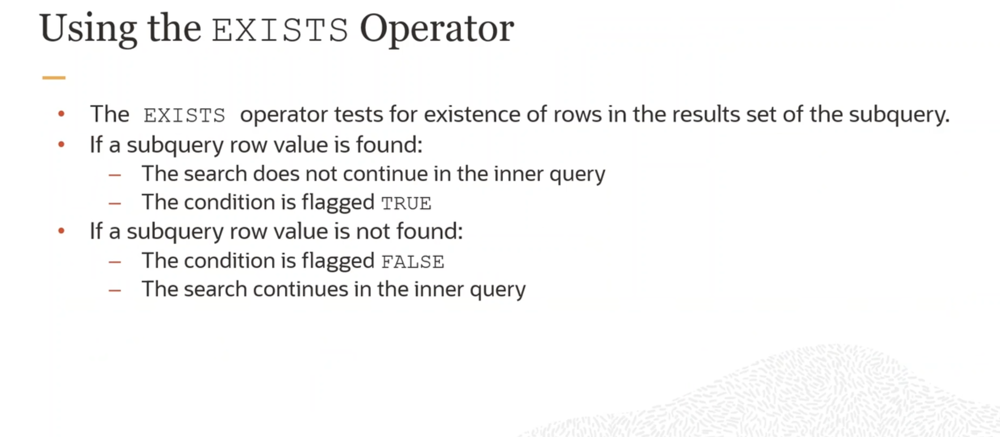 Using the EXISTS Operator
• The EXISTS operator tests for existence of rows in the results set of the subquery.
• If a subquery row value is found:
– The search does not continue in the inner query
– The condition is flagged TRUE
• If a subquery row value is not found:
– The condition is flagged FALSE
– The search continues in the inner query